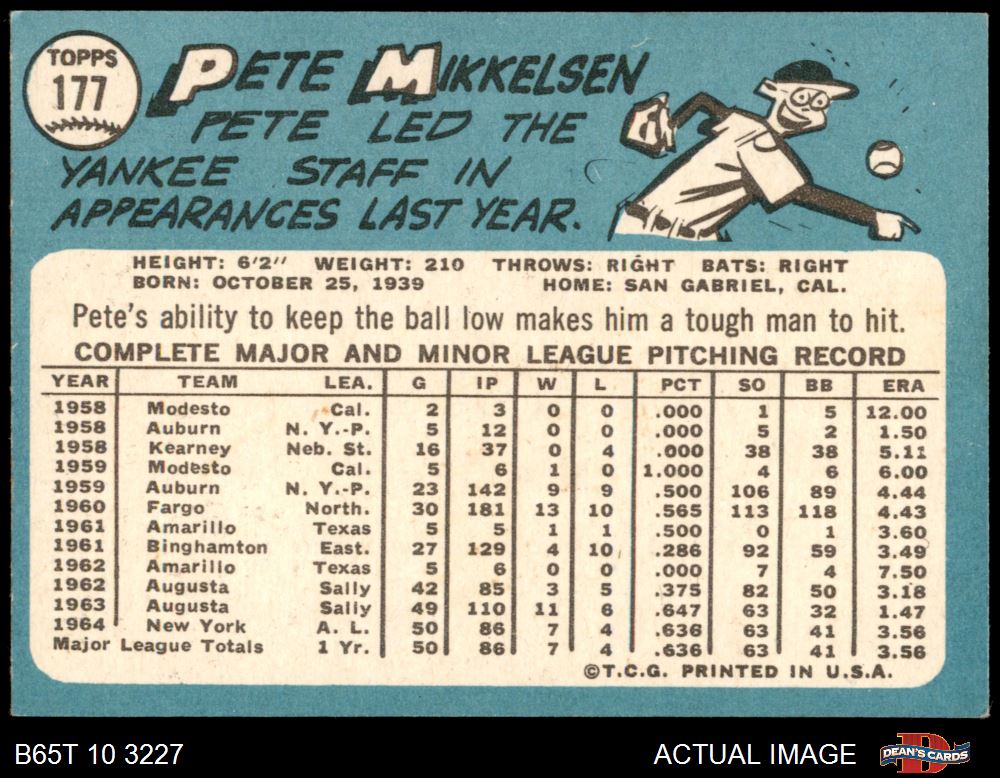 TOPPS
177
PETE MIKKELSEN
PETE LED THE
YANKEE STAFF IN
APPEARANCES LAST YEAR.
HEIGHT: 6'2" WEIGHT: 210 THROWS: RIGHT BATS: RIGHT
BORN: OCTOBER 25, 1939 HOME: SAN GABRIEL, CAL.
Pete's ability to keep the ball low makes him a tough man to hit.
COMPLETE MAJOR AND MINOR LEAGUE PITCHING RECORD
YEAR TEAM LEA. G IP W L PCT SO BB ERA
1958 Modesto Cal. 2 3 0 0 .000 1 5 12.00
1958 Auburn N. Y.-P. 5 12 0 0 .000 5 2 1.50
1958 Kearney Neb. St. 16 37 0 4 .000 38 38 5.11
1959 Modesto Cal. 5 6 1 0 1.000 4 6 6.00
1959 Auburn N. Y.-P. 23 142 9 9 .500 106 89 4.44
1960 Fargo North. 30 181 13 10 .565 113 118 4.43
1961 Amarillo Texas 5 5 1 1 .500 0 1 3.60
1961 Binghamton East. 27 129 4 10 .286 92 59 3.49
1962 Amarillo Texas 5 6 0 0 .000 7 4 7.50
1962 Augusta Sally 42 85 3 5 .375 82 50 3.18
1963 Augusta Sally 49 110 11 6 .647 63 32 1.47
1964 New York A. L. 50 86 7 4 .636 63 41 3.56
Major League Totals 1 Yr. 50 86 7 4 .636 63 41 3.56
©T.C.G. PRINTED IN U.S.A.
B65T 10 3227 ACTUAL IMAGE DEAN'S CARDS